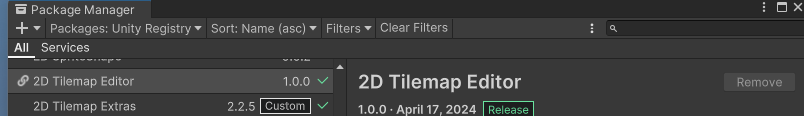 Package Manager
Packages: Unity Registry Sort: Name (asc) Filters Clear Filters
All Services
2D Tilemap Editor 1.0.0
2D Tilemap Extras 2.2.5 Custom
2D Tilemap Editor Remove
1.0.0 · April 17, 2024 Release